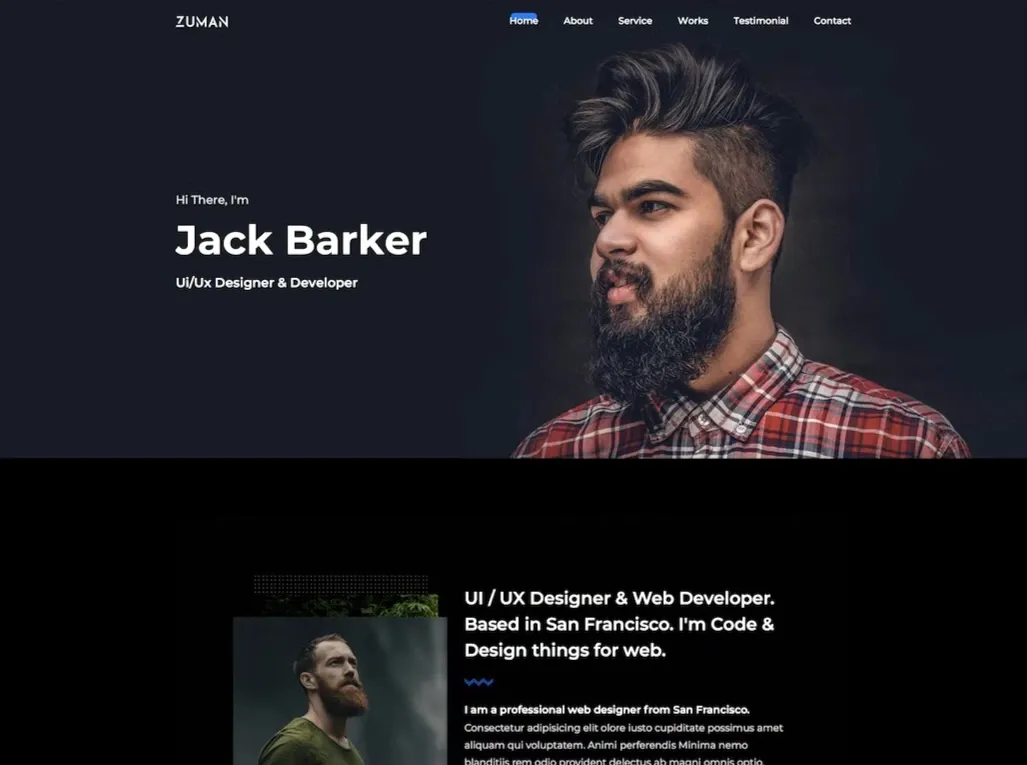 ZUMAN
Home About Service Works Testimonial Contact
Hi There, I'm
Jack Barker
Ui/Ux Designer & Developer
UI / UX Designer & Web Developer.
Based in San Francisco. I'm Code &
Design things for web.
I am a professional web designer from San Francisco.
Consectetur adipisicing elit olore iusto cupiditate possimus amet
aliquam qui voluptatem. Animi perferendis Minima nemo
blanditiis rem odio provident delectus ab magni omnis optio,